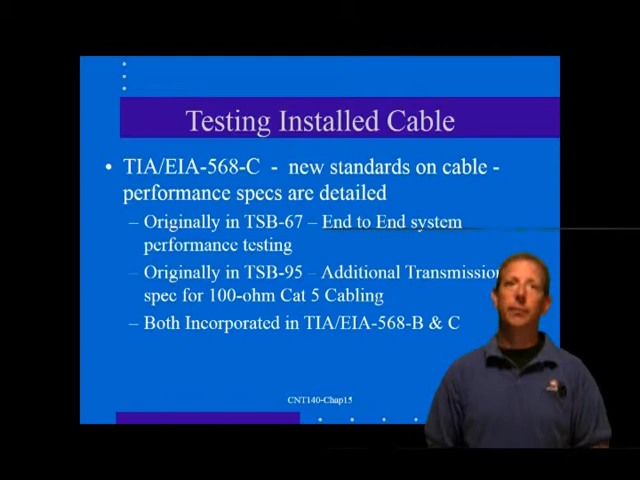 Testing Installed Cable
• TIA/EIA-568-C - new standards on cable -
performance specs are detailed
– Originally in TSB-67 – End to End system
performance testing
– Originally in TSB-95 – Additional Transmission
spec for 100-ohm Cat 5 Cabling
– Both Incorporated in TIA/EIA-568-B & C
CNT140-Chap15